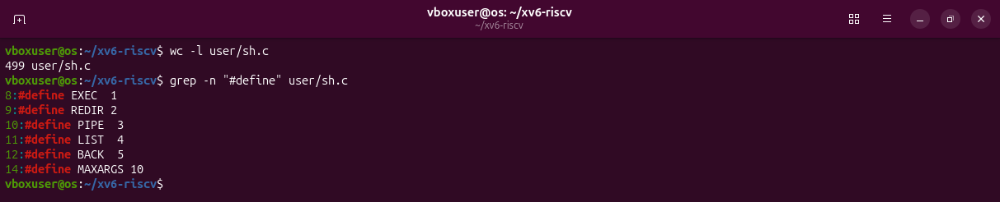 vboxuser@os: ~/xv6-riscv
~/xv6-riscv
vboxuser@os:~/xv6-riscv$ wc -l user/sh.c
499 user/sh.c
vboxuser@os:~/xv6-riscv$ grep -n "#define" user/sh.c
8:#define EXEC  1
9:#define REDIR 2
10:#define PIPE  3
11:#define LIST  4
12:#define BACK  5
14:#define MAXARGS 10
vboxuser@os:~/xv6-riscv$